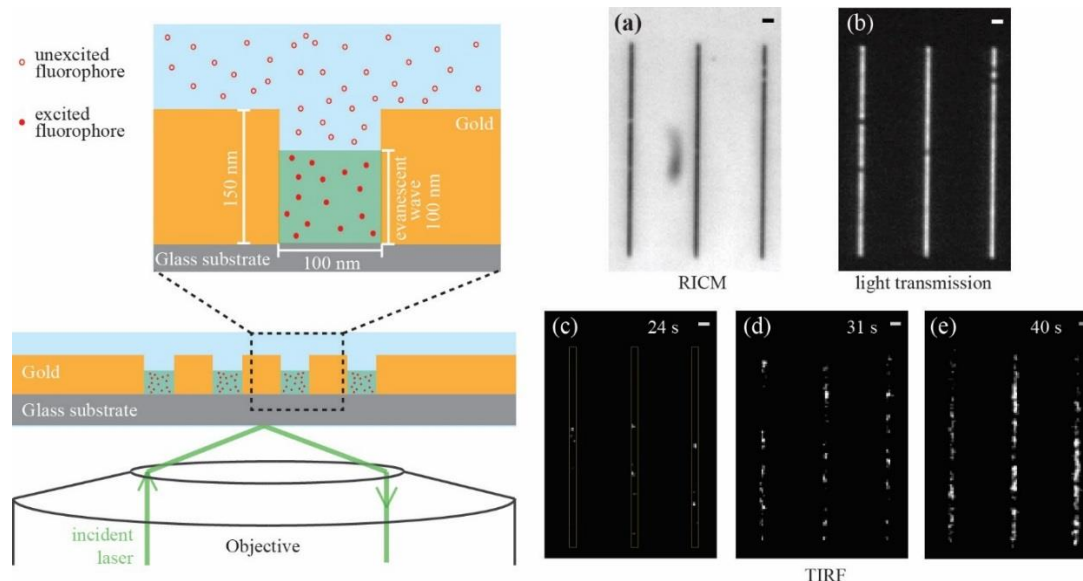 unexcited
fluorophore
excited
fluorophore
Gold
150 nm
evanescent
wave
100 nm
Glass substrate
100 nm
Gold
Glass substrate
incident
laser
Objective
(a)
RICM
(b)
light transmission
(c)
24 s
(d)
31 s
(e)
40 s
TIRF